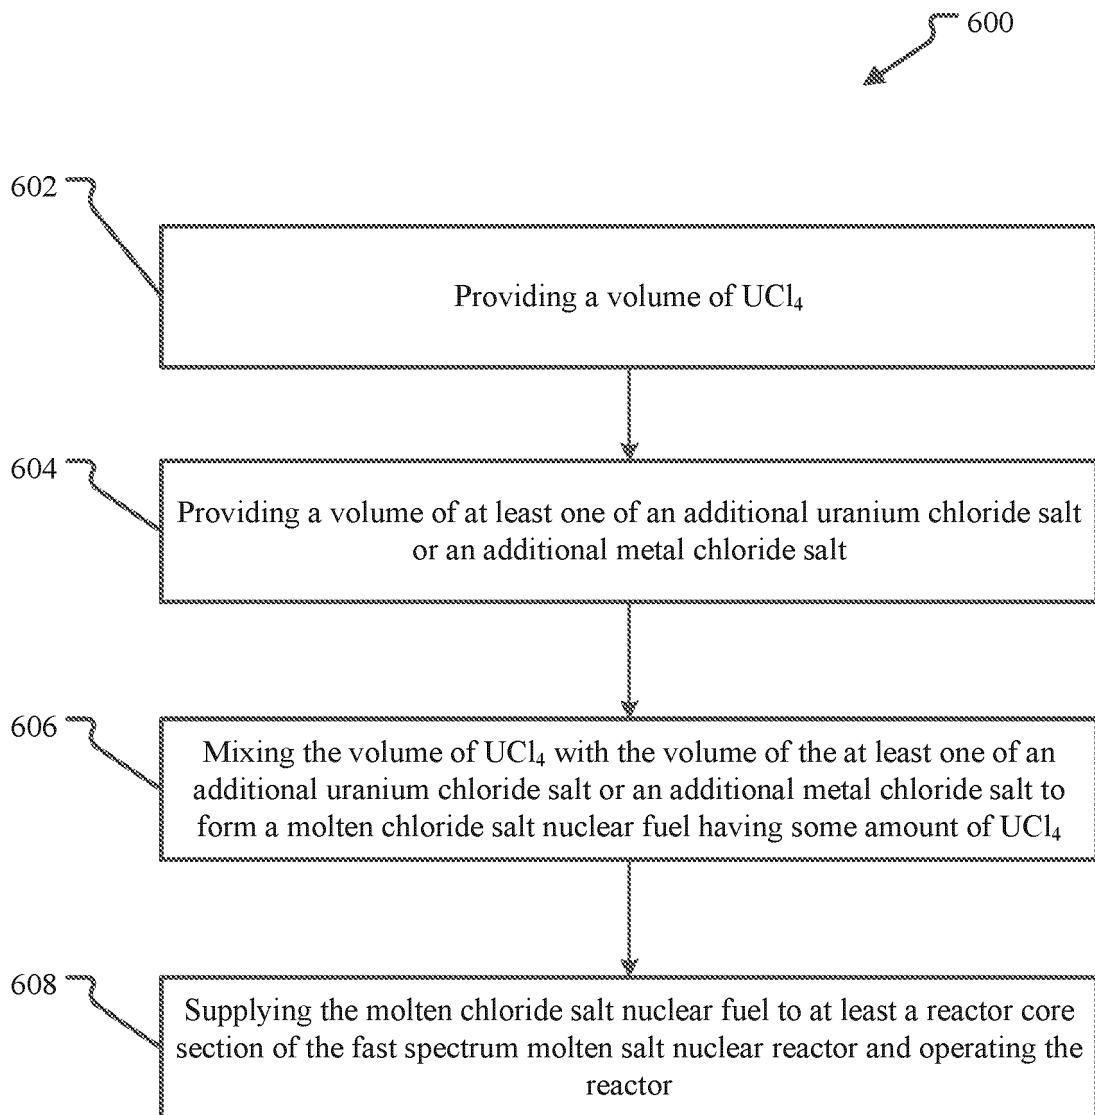 600
602
Providing a volume of UCl₄
604
Providing a volume of at least one of an additional uranium chloride salt
or an additional metal chloride salt
606
Mixing the volume of UCl₄ with the volume of the at least one of an
additional uranium chloride salt or an additional metal chloride salt to
form a molten chloride salt nuclear fuel having some amount of UCl₄
608
Supplying the molten chloride salt nuclear fuel to at least a reactor core
section of the fast spectrum molten salt nuclear reactor and operating the
reactor